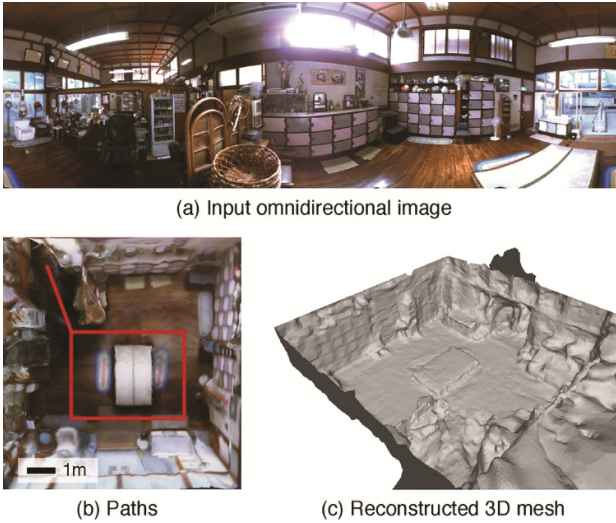 (a) Input omnidirectional image
1m
(b) Paths
(c) Reconstructed 3D mesh